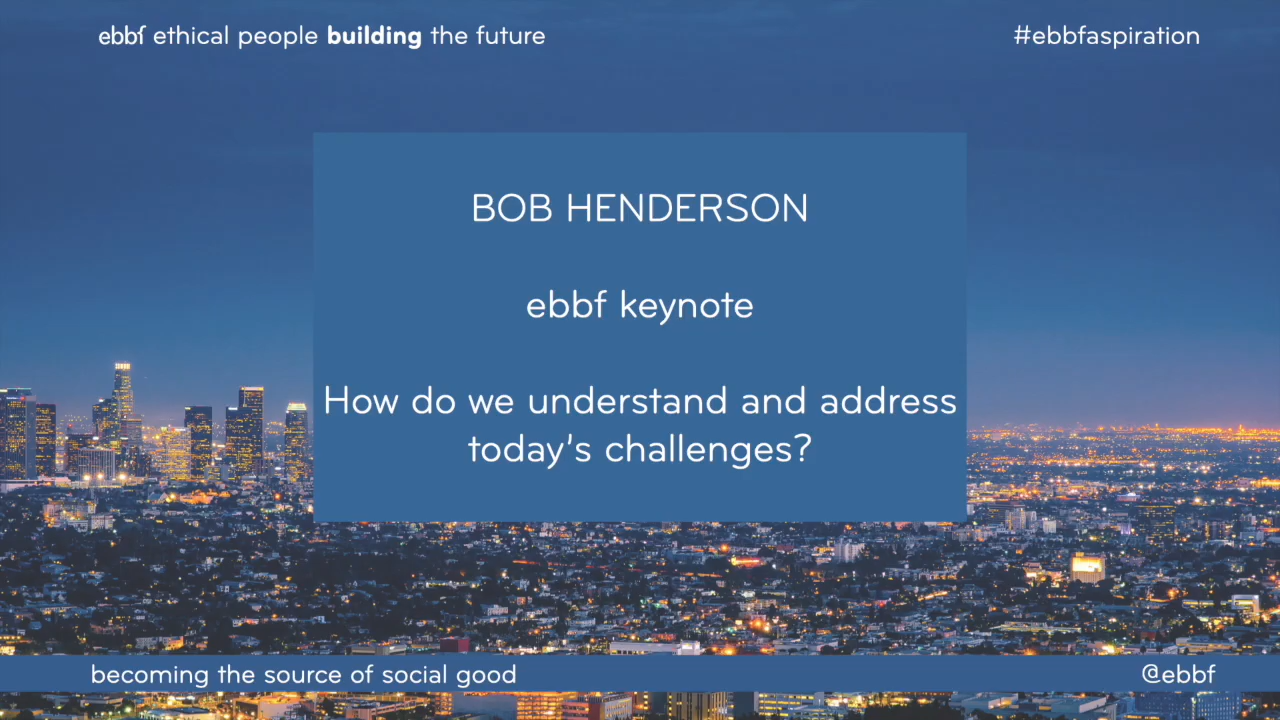 ebbf ethical people building the future
#ebbfaspiration
BOB HENDERSON
ebbf keynote
How do we understand and address
today's challenges?
becoming the source of social good
@ebbf